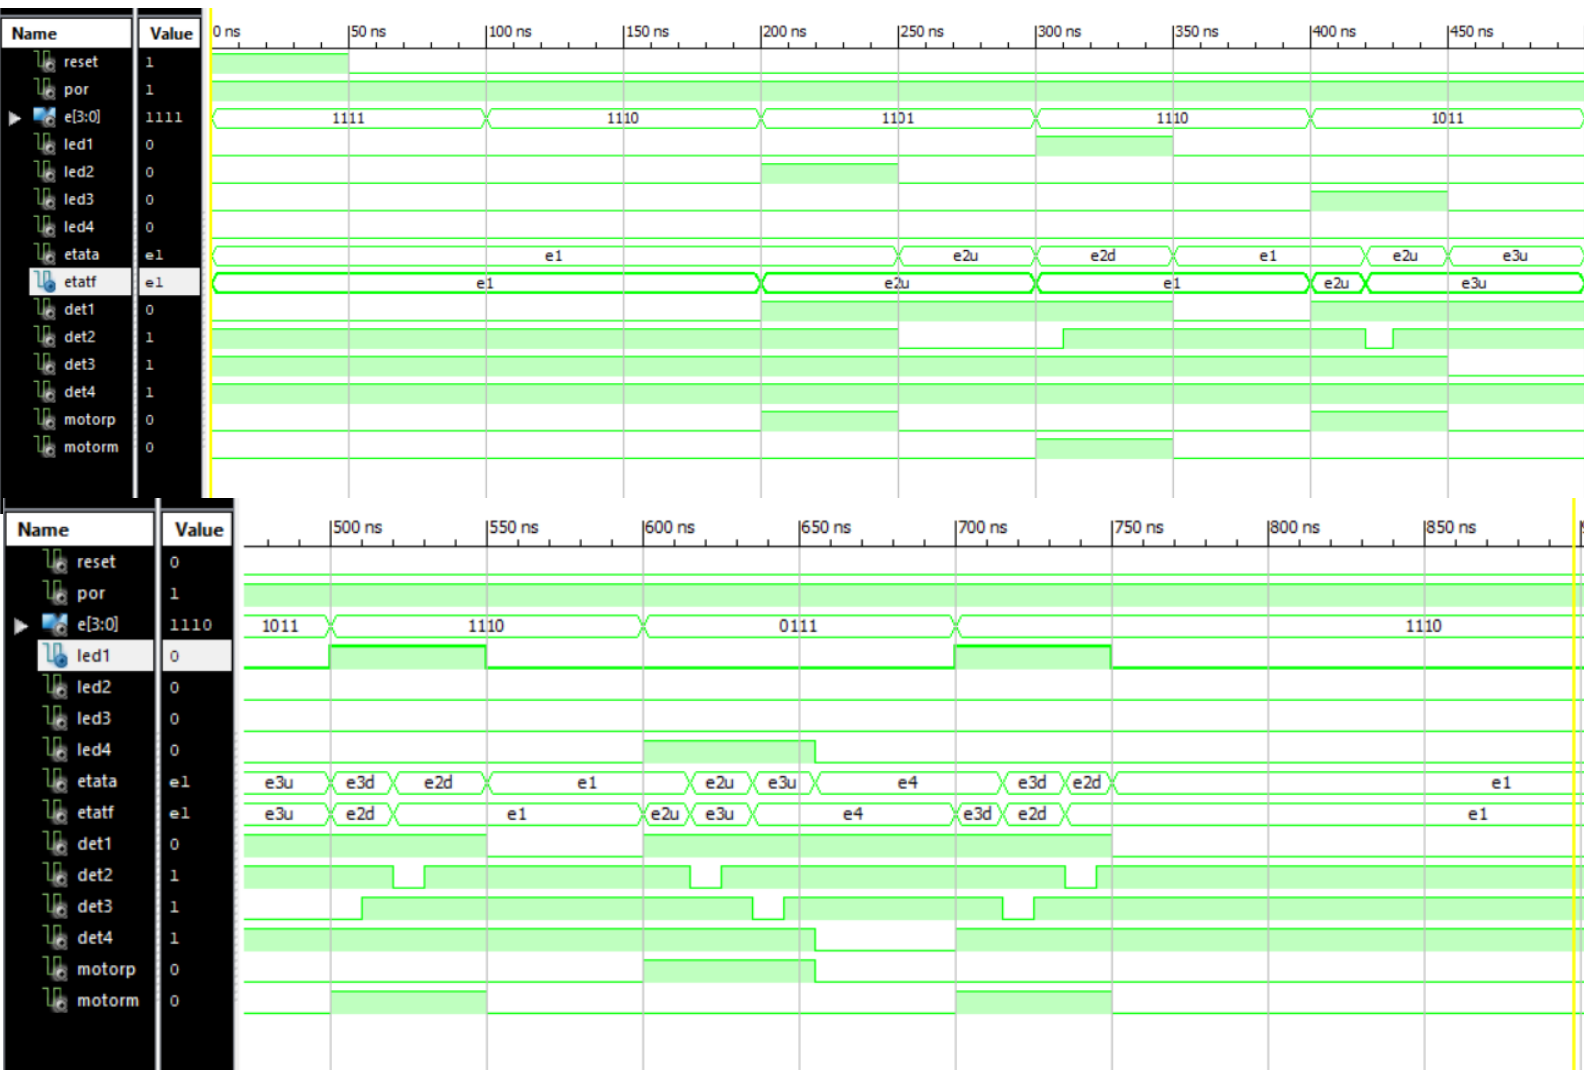 Name Value 0 ns 50 ns 100 ns 150 ns 200 ns 250 ns 300 ns 350 ns 400 ns 450 ns
reset 1
por 1
e[3:0] 1111 1111 1110 1101 1110 1011
led1 0
led2 0
led3 0
led4 0
etata e1 e1 e2u e2d e1 e2u e3u
etatf e1 e1 e2u e1 e2u e3u
det1 0
det2 1
det3 1
det4 1
motorp 0
motorm 0
Name Value 500 ns 550 ns 600 ns 650 ns 700 ns 750 ns 800 ns 850 ns
reset 0
por 1
e[3:0] 1110 1011 1110 0111 1110
led1 0
led2 0
led3 0
led4 0
etata e1 e3u e3d e2d e1 e2u e3u e4 e3d e2d e1
etatf e1 e3u e2d e1 e2u e3u e4 e3d e2d e1
det1 0
det2 1
det3 1
det4 1
motorp 0
motorm 0